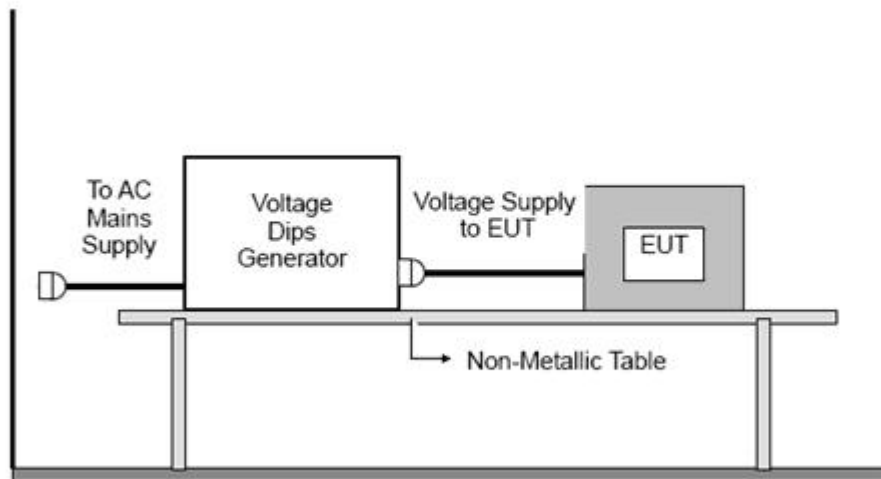 To AC
Mains
Supply
Voltage
Dips
Generator
Voltage Supply
to EUT
EUT
Non-Metallic Table